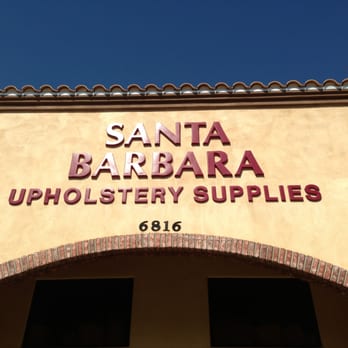 SANTA
BARBARA
UPHOLSTERY SUPPLIES
6816